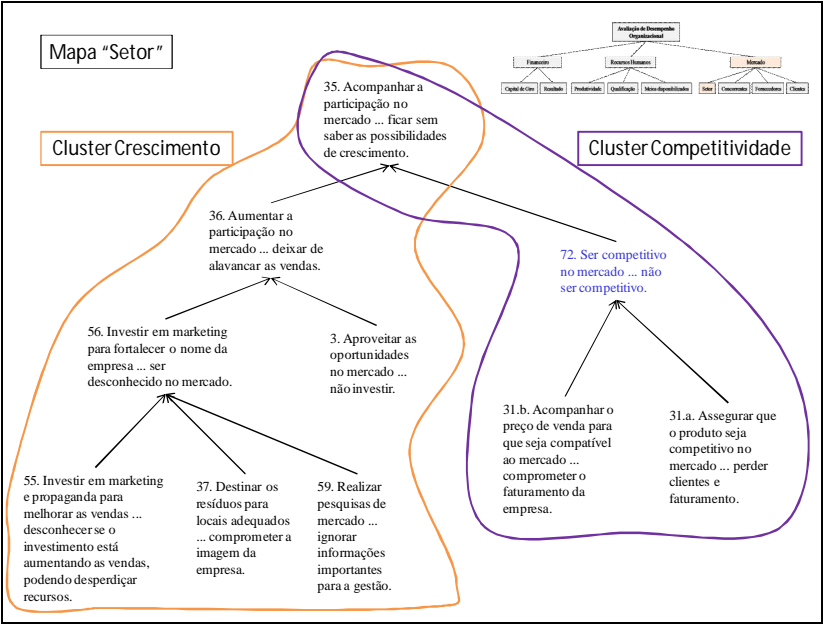 Mapa “Setor”
Avaliação de Desempenho
Organizacional
Financeiro
Recursos Humanos
Mercado
Capital de Giro
Resultado
Produtividade
Qualificação
Meios disponibilizados
Setor
Concorrentes
Fornecedores
Clientes
Cluster Crescimento
Cluster Competitividade
35. Acompanhar a
participação no
mercado ... ficar sem
saber as possibilidades
de crescimento.
36. Aumentar a
participação no
mercado ... deixar de
alavancar as vendas.
72. Ser competitivo
no mercado ... não
ser competitivo.
56. Investir em marketing
para fortalecer o nome da
empresa ... ser
desconhecido no mercado.
3. Aproveitar as
oportunidades
no mercado ...
não investir.
31.b. Acompanhar o
preço de venda para
que seja compatível
ao mercado ...
comprometer o
faturamento da
empresa.
31.a. Assegurar que
o produto seja
competitivo no
mercado ... perder
clientes e
faturamento.
55. Investir em marketing
e propaganda para
melhorar as vendas ...
desconhecer se o
investimento está
aumentando as vendas,
podendo desperdiçar
recursos.
37. Destinar os
resíduos para
locais adequados
... comprometer a
imagem da
empresa.
59. Realizar
pesquisas de
mercado ...
ignorar
informações
importantes
para a gestão.